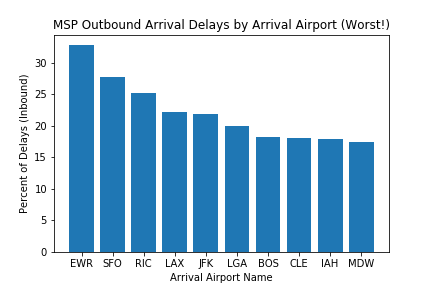 MSP Outbound Arrival Delays by Arrival Airport (Worst!)
Percent of Delays (Inbound)
30
25
20
15
10
5
0
EWR SFO RIC LAX JFK LGA BOS CLE IAH MDW
Arrival Airport Name